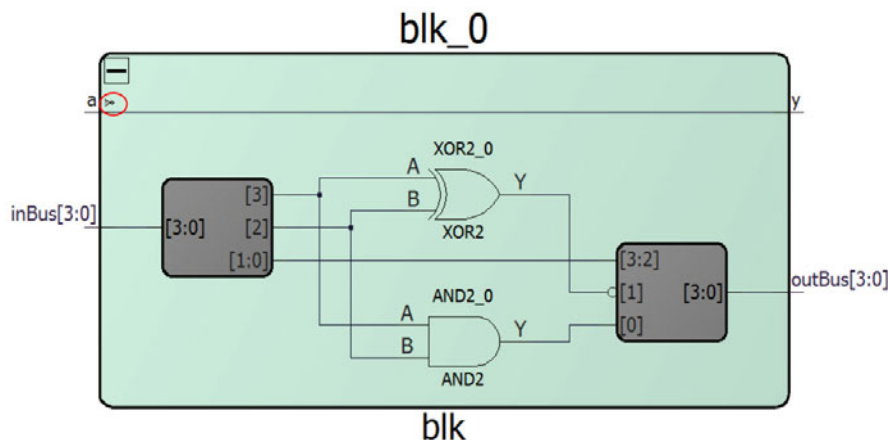 blk_0
a
y
XOR2_0
A
Y
B
XOR2
inBus[3:0]
[3:0]
[3]
[2]
[1:0]
[3:2]
[1]
[3:0]
[0]
outBus[3:0]
AND2_0
A
Y
B
AND2
blk